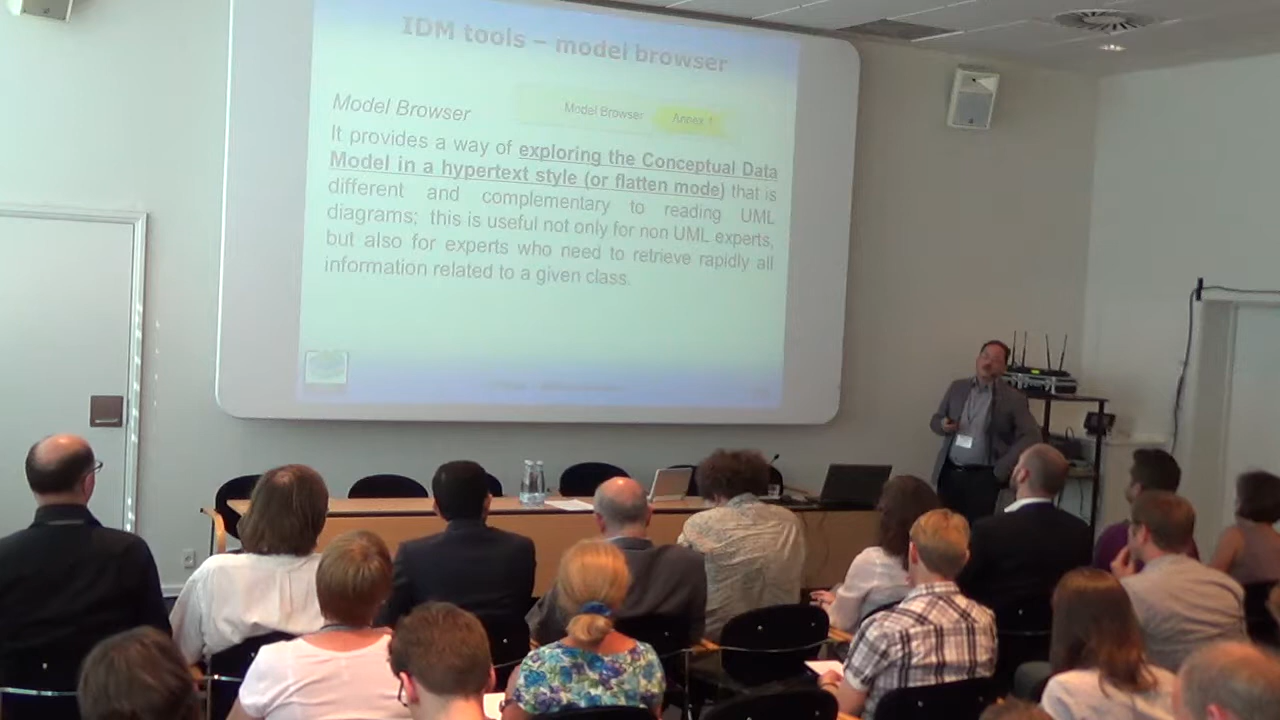 IDM tools – model browser
Model Browser
Model Browser Annex 1
It provides a way of exploring the Conceptual Data
Model in a hypertext style (or flatten mode) that is
different and complementary to reading UML
diagrams; this is useful not only for non UML experts,
but also for experts who need to retrieve rapidly all
information related to a given class.